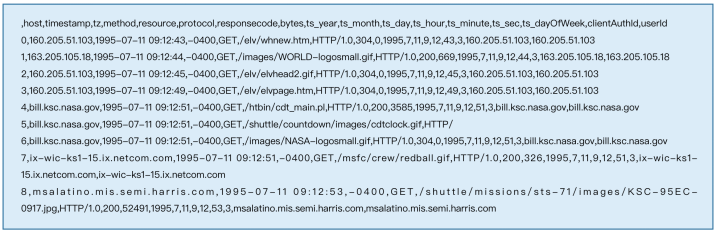 ,host,timestamp,tz,method,resource,protocol,responsecode,bytes,ts_year,ts_month,ts_day,ts_hour,ts_minute,ts_sec,ts_dayOfWeek,clientAuthId,userId
0,160.205.51.103,1995–07–11 09:12:43,–0400,GET,/elv/whnew.htm,HTTP/1.0,304,0,1995,7,11,9,12,43,3,160.205.51.103,160.205.51.103
1,163.205.105.18,1995–07–11 09:12:44,–0400,GET,/images/WORLD–logosmall.gif,HTTP/1.0,200,669,1995,7,11,9,12,44,3,163.205.105.18,163.205.105.18
2,160.205.51.103,1995–07–11 09:12:45,–0400,GET,/elv/elvhead2.gif,HTTP/1.0,304,0,1995,7,11,9,12,45,3,160.205.51.103,160.205.51.103
3,160.205.51.103,1995–07–11 09:12:49,–0400,GET,/elv/elvpage.htm,HTTP/1.0,304,0,1995,7,11,9,12,49,3,160.205.51.103,160.205.51.103
4,bill.ksc.nasa.gov,1995–07–11 09:12:51,–0400,GET,/htbin/cdt_main.pl,HTTP/1.0,200,3585,1995,7,11,9,12,51,3,bill.ksc.nasa.gov,bill.ksc.nasa.gov
5,bill.ksc.nasa.gov,1995–07–11 09:12:51,–0400,GET,/shuttle/countdown/images/cdtclock.gif,HTTP/
6,bill.ksc.nasa.gov,1995–07–11 09:12:51,–0400,GET,/images/NASA–logosmall.gif,HTTP/1.0,304,0,1995,7,11,9,12,51,3,bill.ksc.nasa.gov,bill.ksc.nasa.gov
7,ix–wic–ks1–15.ix.netcom.com,1995–07–11 09:12:51,–0400,GET,/msfc/crew/redball.gif,HTTP/1.0,200,326,1995,7,11,9,12,51,3,ix–wic–ks1–
15.ix.netcom.com,ix–wic–ks1–15.ix.netcom.com
8,msalatino.mis.semi.harris.com,1995–07–11 09:12:53,–0400,GET,/shuttle/missions/sts–71/images/KSC–95EC–
0917.jpg,HTTP/1.0,200,52491,1995,7,11,9,12,53,3,msalatino.mis.semi.harris.com,msalatino.mis.semi.harris.com